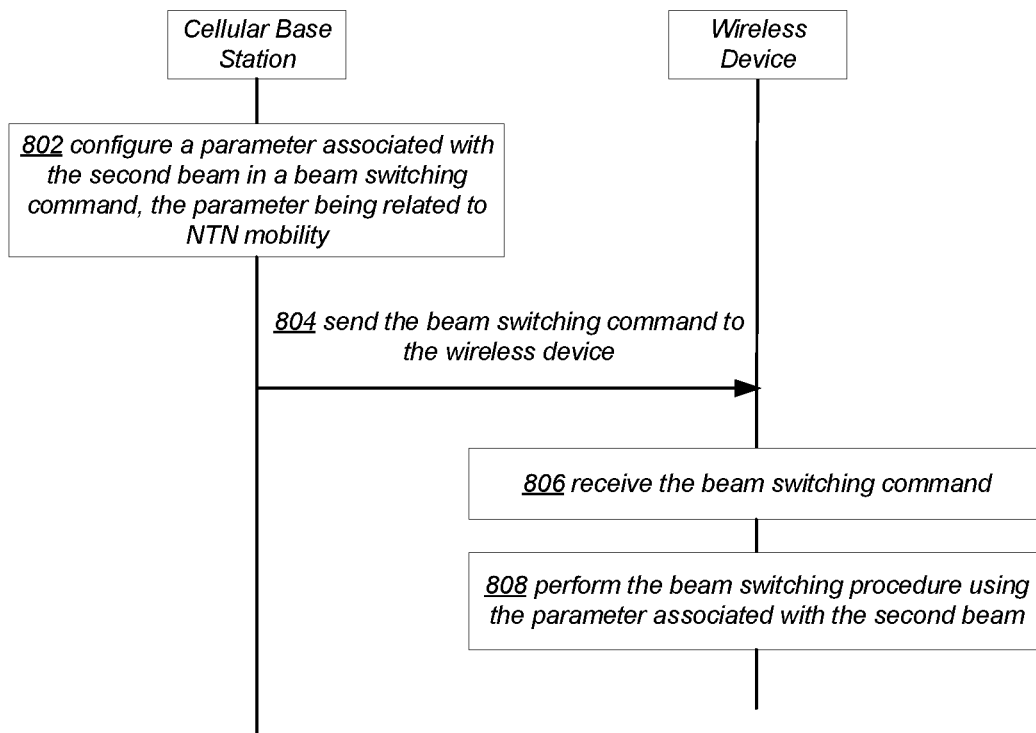 Cellular Base
Station
Wireless
Device
802 configure a parameter associated with
the second beam in a beam switching
command, the parameter being related to
NTN mobility
804 send the beam switching command to
the wireless device
806 receive the beam switching command
808 perform the beam switching procedure using
the parameter associated with the second beam